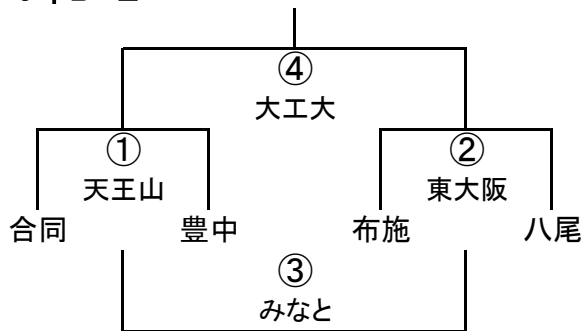 ④
大工大
①
②
天王山
東大阪
合同
豊中
布施
八尾
③
みなと